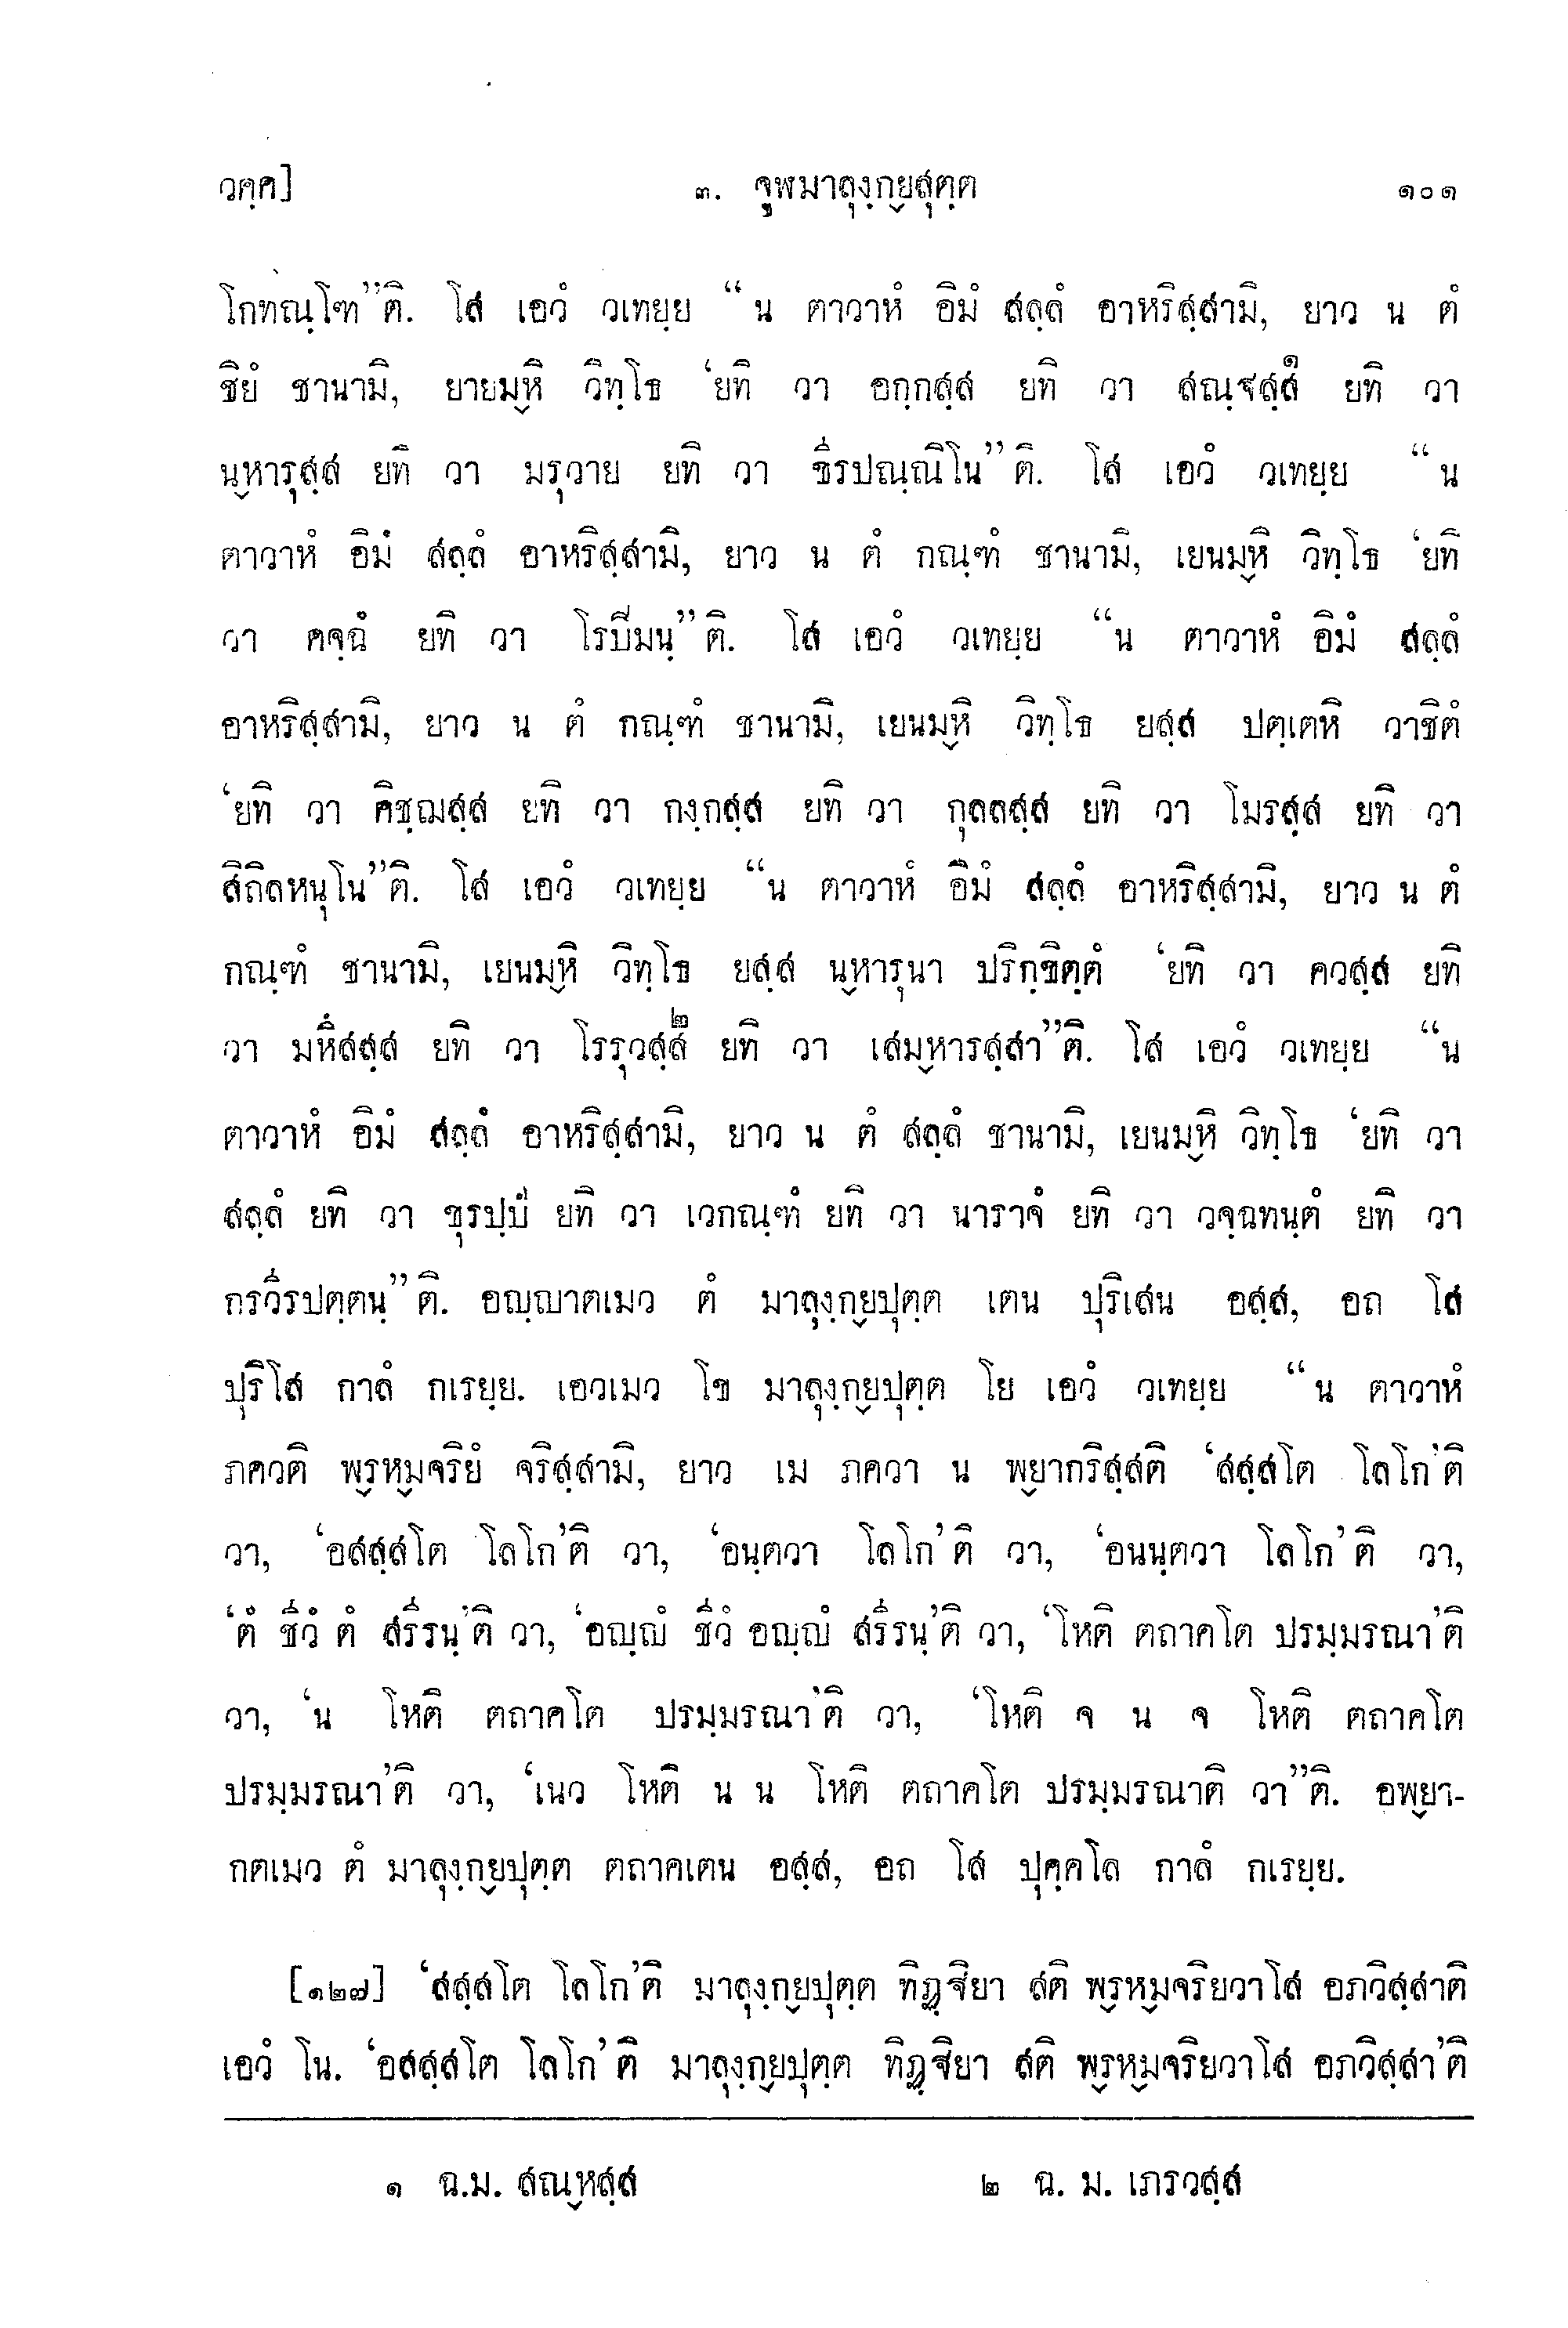 วคฺค] ๓. จูฬมาลุงฺกฺยสุตฺต ๑๐๑
โกทณฺโฑ”ติ. โส เอวํ วเทยฺย “น ตาวาหํ อิมํ สลฺลํ อาหริสฺสามิ, ยาว น ตํ
ชิยํ ชานามิ, ยายมฺหิ วิทฺโธ ‘ยทิ วา อกฺกสฺส ยทิ วา สณฺฐสฺส๑ ยทิ วา
นฺหารุสฺส ยทิ วา มรุวาย ยทิ วา ขีรปณฺณิโน”ติ. โส เอวํ วเทยฺย “น
ตาวาหํ อิมํ สลฺลํ อาหริสฺสามิ, ยาว น ตํ กณฺฑํ ชานามิ, เยนมฺหิ วิทฺโธ ‘ยทิ
วา คจฺฉํ ยทิ วา โรปิมนฺ”ติ. โส เอวํ วเทยฺย “น ตาวาหํ อิมํ สลฺลํ
อาหริสฺสามิ, ยาว น ตํ กณฺฑํ ชานามิ, เยนมฺหิ วิทฺโธ ยสฺส ปตฺเตหิ วาชิตํ
‘ยทิ วา คิชฺฌสฺส ยทิ วา กงฺกสฺส ยทิ วา กุลลสฺส ยทิ วา โมรสฺส ยทิ วา
สิถิลหนุโน”ติ. โส เอวํ วเทยฺย “น ตาวาหํ อิมํ สลฺลํ อาหริสฺสามิ, ยาว น ตํ
กณฺฑํ ชานามิ, เยนมฺหิ วิทฺโธ ยสฺส นฺหารุนา ปริกฺขิตฺตํ ‘ยทิ วา ควสฺส ยทิ
วา มหิํสสฺส ยทิ วา โรรุวสฺส๒ ยทิ วา เสมฺหารสฺสา”ติ. โส เอวํ วเทยฺย “น
ตาวาหํ อิมํ สลฺลํ อาหริสฺสามิ, ยาว น ตํ สลฺลํ ชานามิ, เยนมฺหิ วิทฺโธ ‘ยทิ วา
สลฺลํ ยทิ วา ขุรปฺปํ ยทิ วา เวกณฺฑํ ยทิ วา นาราจํ ยทิ วา วจฺฉทนฺตํ ยทิ วา
กรวีรปตฺตนฺ”ติ. อญฺญาตเมว ตํ มาลุงฺกฺยปุตฺต เตน ปุริเสน อสฺส, อถ โส
ปุริโส กาลํ กเรยฺย. เอวเมว โข มาลุงฺกฺยปุตฺต โย เอวํ วเทยฺย “น ตาวาหํ
ภควติ พฺรหฺมจริยํ จริสฺสามิ, ยาว เม ภควา น พฺยากริสฺสติ ‘สสฺสโต โลโก’ติ
วา, ‘อสสฺสโต โลโก’ติ วา, ‘อนฺตวา โลโก’ติ วา, ‘อนนฺตวา โลโก’ติ วา,
‘ตํ ชีวํ ตํ สรีรนฺ’ติ วา, ‘อญฺญํ ชีวํ อญฺญํ สรีรนฺ’ติ วา, ‘โหติ ตถาคโต ปรมฺมรณา’ติ
วา, ‘น โหติ ตถาคโต ปรมฺมรณา’ติ วา, ‘โหติ จ น จ โหติ ตถาคโต
ปรมฺมรณา’ติ วา, ‘เนว โหติ น น โหติ ตถาคโต ปรมฺมรณาติ วา”ติ. อพฺยา-
กตเมว ตํ มาลุงฺกฺยปุตฺต ตถาคเตน อสฺส, อถ โส ปุคฺคโล กาลํ กเรยฺย.
[๑๒๗] ‘สสฺสโต โลโก’ติ มาลุงฺกฺยปุตฺต ทิฏฺฐิยา สติ พฺรหฺมจริยวาโส อภวิสฺสาติ
เอวํ โน. ‘อสสฺสโต โลโก’ติ มาลุงฺกฺยปุตฺต ทิฏฺฐิยา สติ พฺรหฺมจริยวาโส อภวิสฺสา’ติ
๑ ฉ.ม. สณฺหสฺส ๒ ฉ. ม. เภรวสฺส